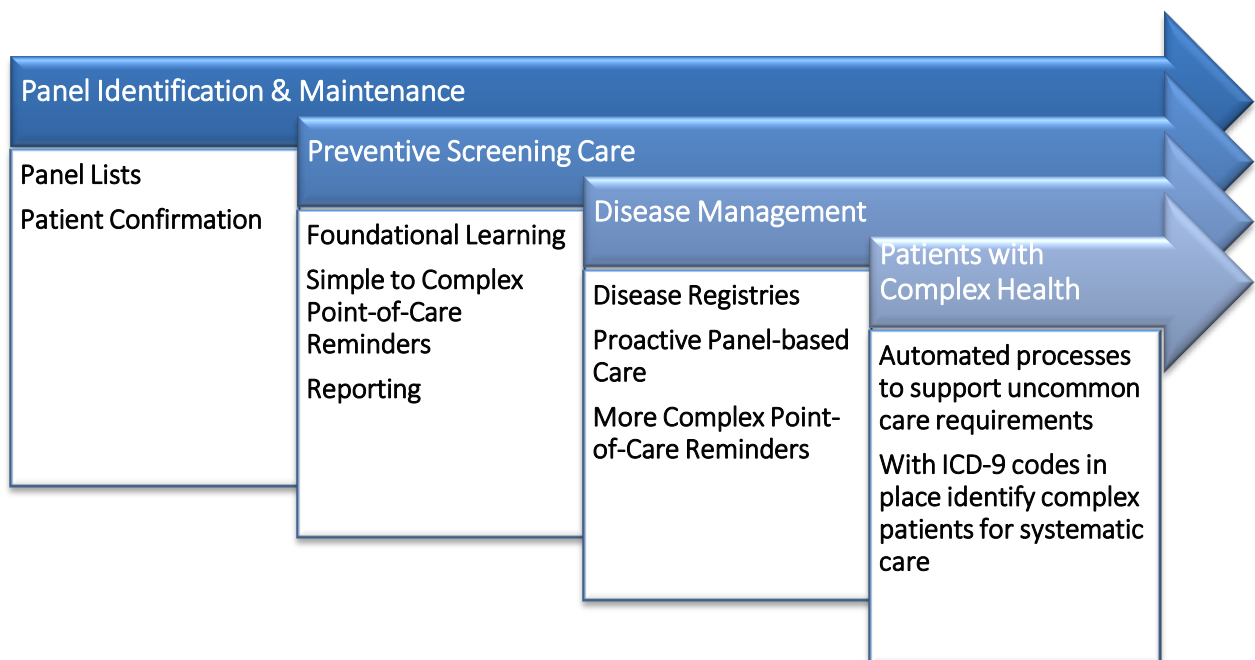 Panel Identification & Maintenance
Panel Lists
Patient Confirmation
Preventive Screening Care
Foundational Learning
Simple to Complex
Point-of-Care
Reminders
Reporting
Disease Management
Disease Registries
Proactive Panel-based
Care
More Complex Point-
of-Care Reminders
Patients with
Complex Health
Automated processes
to support uncommon
care requirements
With ICD-9 codes in
place identify complex
patients for systematic
care